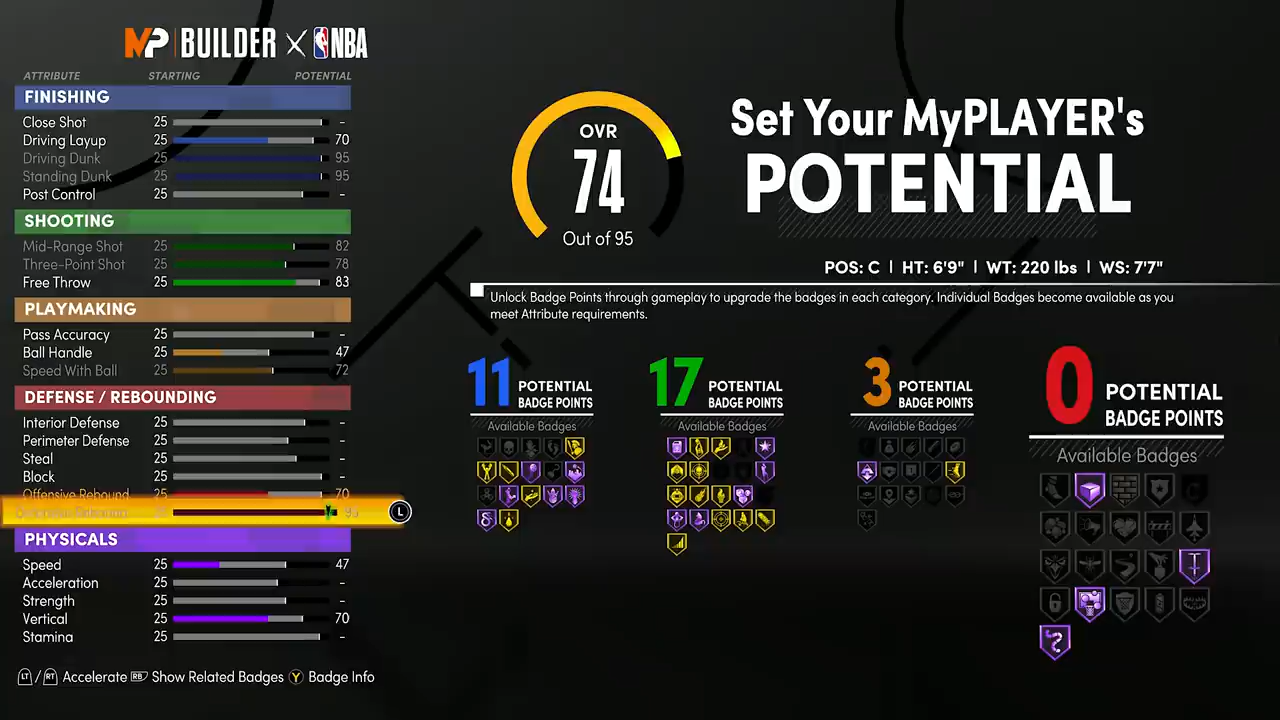 MP | BUILDER X NBA
ATTRIBUTE STARTING POTENTIAL
FINISHING
Close Shot 25 -
Driving Layup 25 70
Driving Dunk 25 95
Standing Dunk 25 95
Post Control 25 -
SHOOTING
Mid-Range Shot 25 82
Three-Point Shot 25 78
Free Throw 25 83
PLAYMAKING
Pass Accuracy 25 -
Ball Handle 25 47
Speed With Ball 25 72
DEFENSE / REBOUNDING
Interior Defense 25 -
Perimeter Defense 25 -
Steal 25 -
Block 25 -
Offensive Rebound 25 70
25
L
PHYSICALS
Speed 25 47
Acceleration 25 -
Strength 25 -
Vertical 25 70
Stamina 25 -
LT / RT Accelerate RB Show Related Badges Y Badge Info
OVR
74
Out of 95
Set Your MyPLAYER's
POTENTIAL
POS: C | HT: 6'9" | WT: 220 lbs | WS: 7'7"
Unlock Badge Points through gameplay to upgrade the badges in each category. Individual Badges become available as you
meet Attribute requirements.
11 POTENTIAL BADGE POINTS
Available Badges
17 POTENTIAL BADGE POINTS
Available Badges
3 POTENTIAL BADGE POINTS
Available Badges
0 POTENTIAL BADGE POINTS
Available Badges